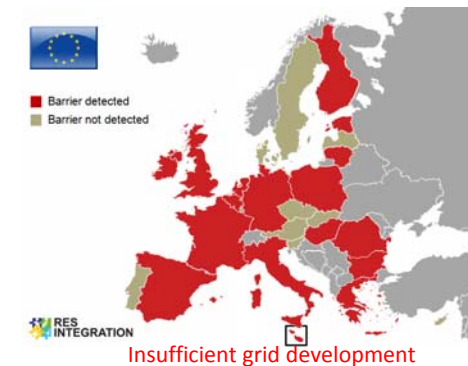 Barrier detected
Barrier not detected
RES
INTEGRATION
Insufficient grid development